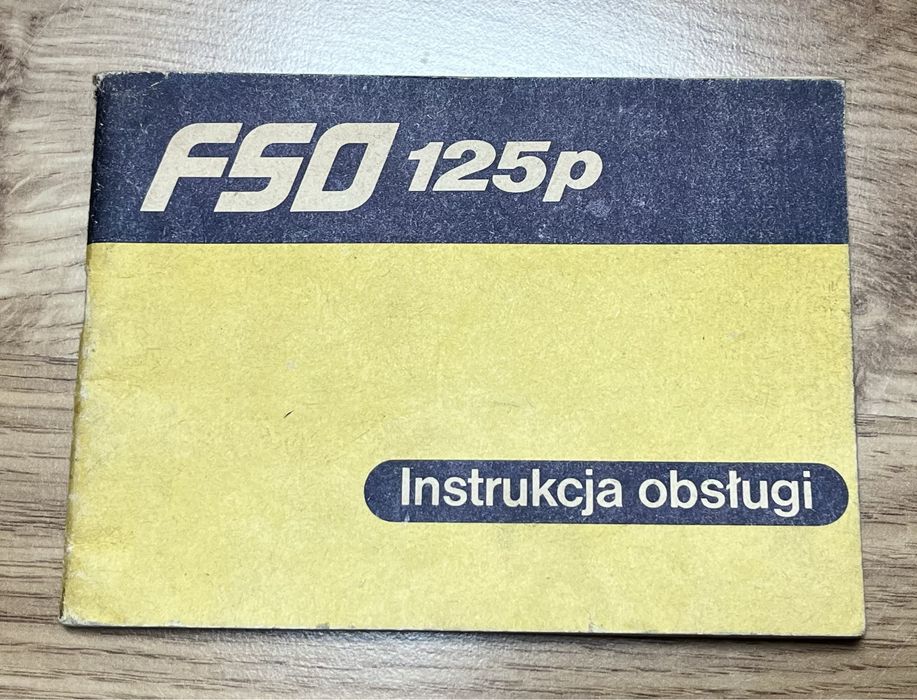 FSO 125p
Instrukcja obsługi